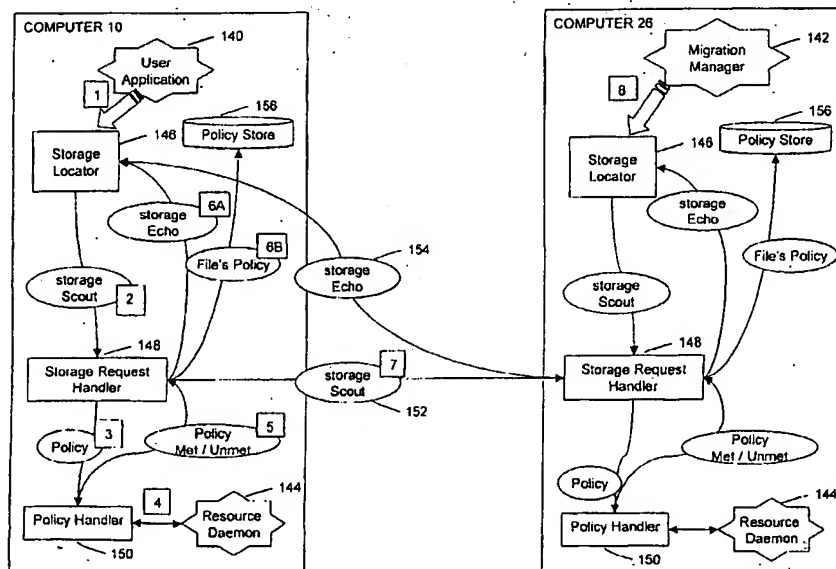 COMPUTER 10
140
User
Application
1
156
146
Policy Store
Storage
Locator
6A
storage
Echo
6B
File's Policy
storage
Scout
2
148
Storage Request
Handler
3
Policy
5
Policy
Met / Unmet
4
144
Policy Handler
Resource
Daemon
150
154
storage
Echo
7
storage
Scout
152
COMPUTER 26
142
Migration
Manager
8
156
146
Policy Store
Storage
Locator
storage
Echo
File's Policy
storage
Scout
148
Storage Request
Handler
Policy
Met / Unmet
Policy
144
Policy Handler
Resource
Daemon
150